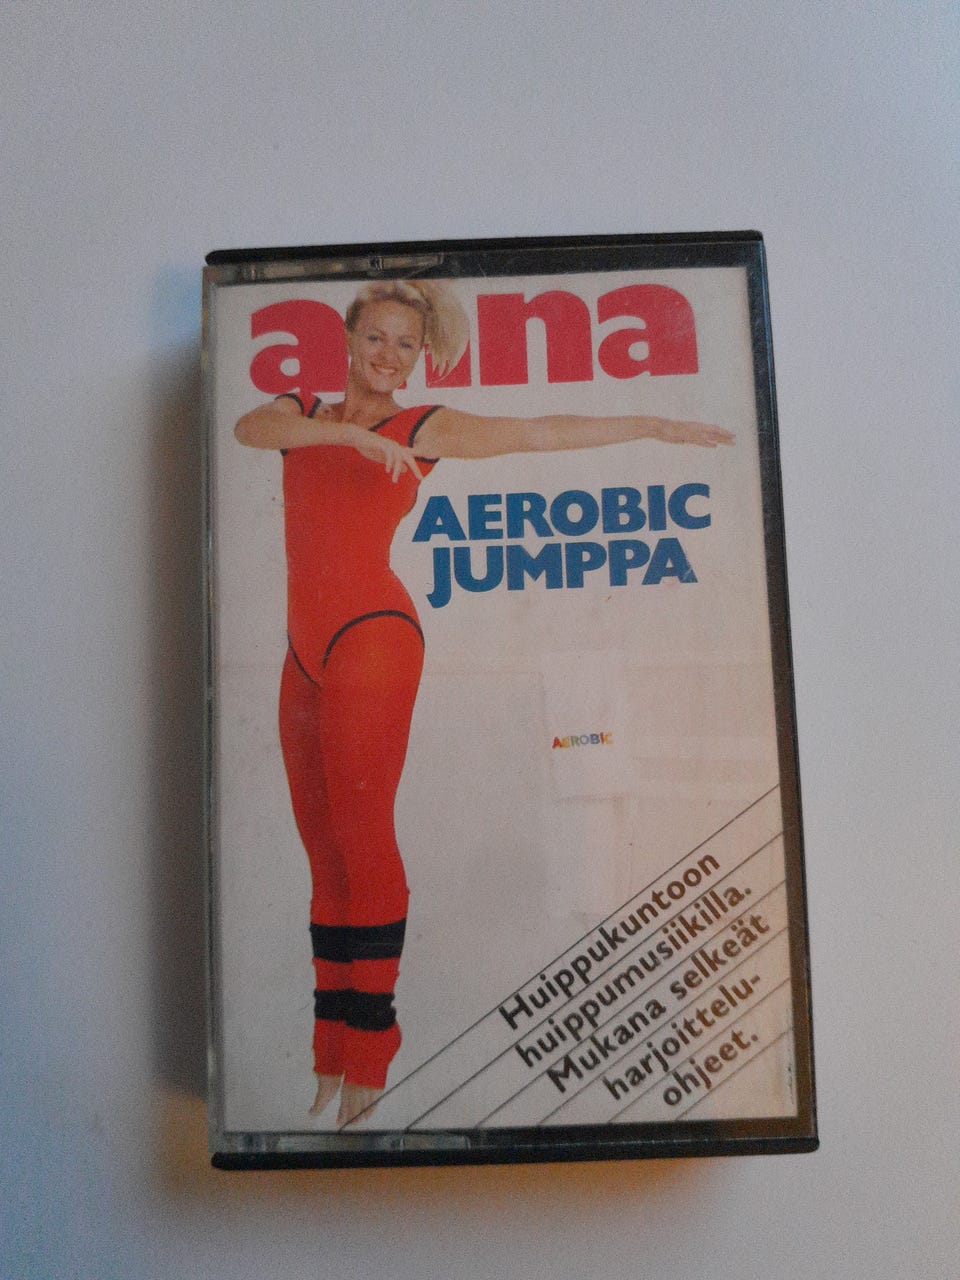 anna
AEROBIC
JUMPPA
AEROBIC
Huippukuntoon
huippumusiikilla.
Mukana selkeät
harjoittelu-
ohjeet.